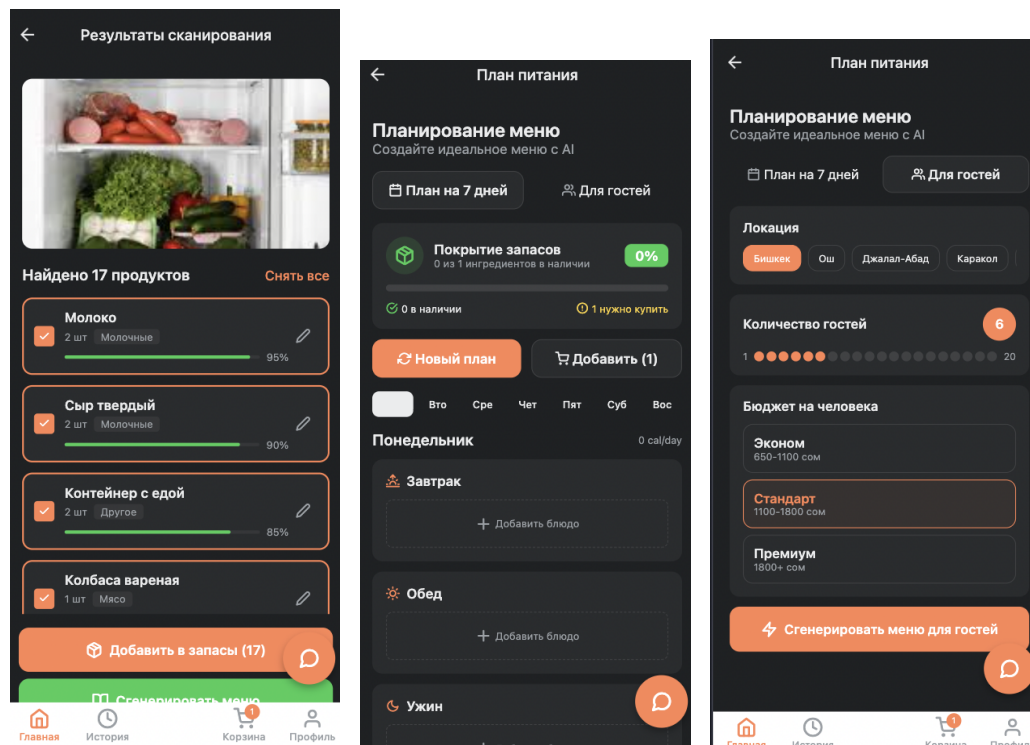 Результаты сканирования
Найдено 17 продуктов
Снять все
Молоко
2 шт Молочные
95%
Сыр твердый
2 шт Молочные
90%
Контейнер с едой
2 шт Другое
85%
Колбаса вареная
1 шт Мясо
Добавить в запасы (17)
Сгенерировать меню
1
Главная История Корзина Профиль
План питания
Планирование меню
Создайте идеальное меню с AI
План на 7 дней Для гостей
Покрытие запасов
0 из 1 ингредиентов в наличии
0%
0 в наличии 1 нужно купить
Новый план Добавить (1)
Вто Сре Чет Пят Суб Вос
Понедельник 0 cal/day
Завтрак
+ Добавить блюдо
Обед
+ Добавить блюдо
Ужин
План питания
Планирование меню
Создайте идеальное меню с AI
План на 7 дней Для гостей
Локация
Бишкек Ош Джалал-Абад Каракол
Количество гостей 6
1 20
Бюджет на человека
Эконом
650-1100 сом
Стандарт
1100-1800 сом
Премиум
1800+ сом
Сгенерировать меню для гостей
1
Главная История Корзина Профиль